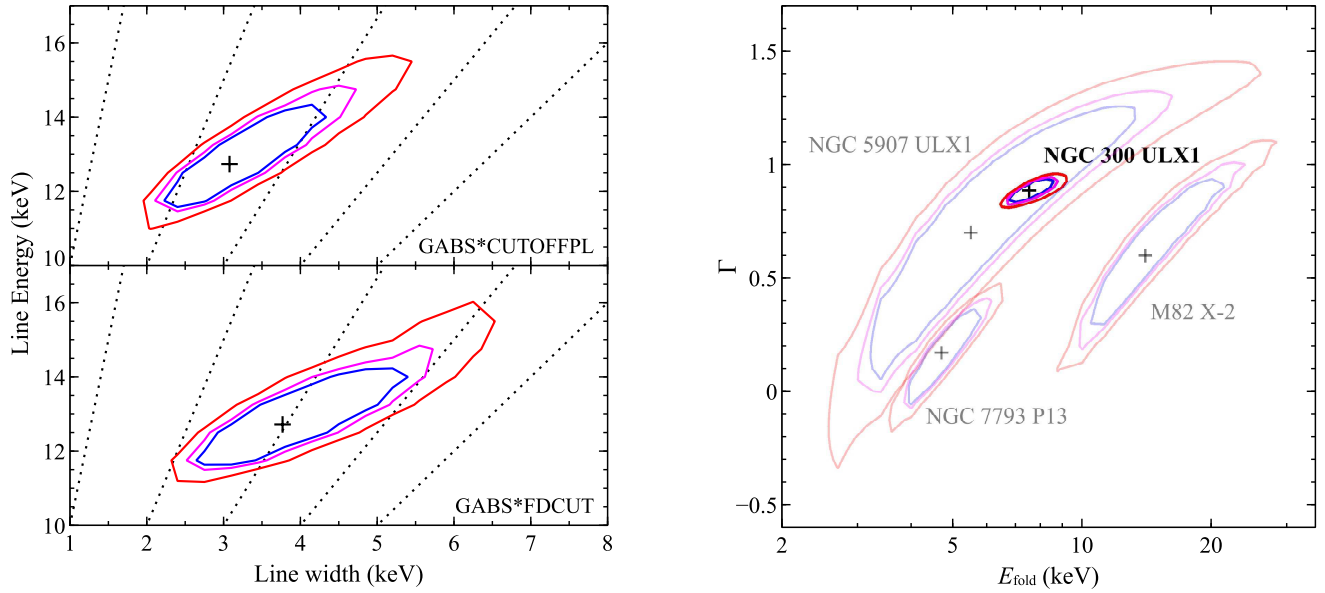 16
14
12
10
GABS*CUTOFFPL
16
14
12
10
GABS*FDCUT
1 2 3 4 5 6 7 8
Line width (keV)
Line Energy (keV)
1.5
1
0.5
0
−0.5
Γ
NGC 5907 ULX1
NGC 300 ULX1
M82 X-2
NGC 7793 P13
2 5 10 20
Efold (keV)